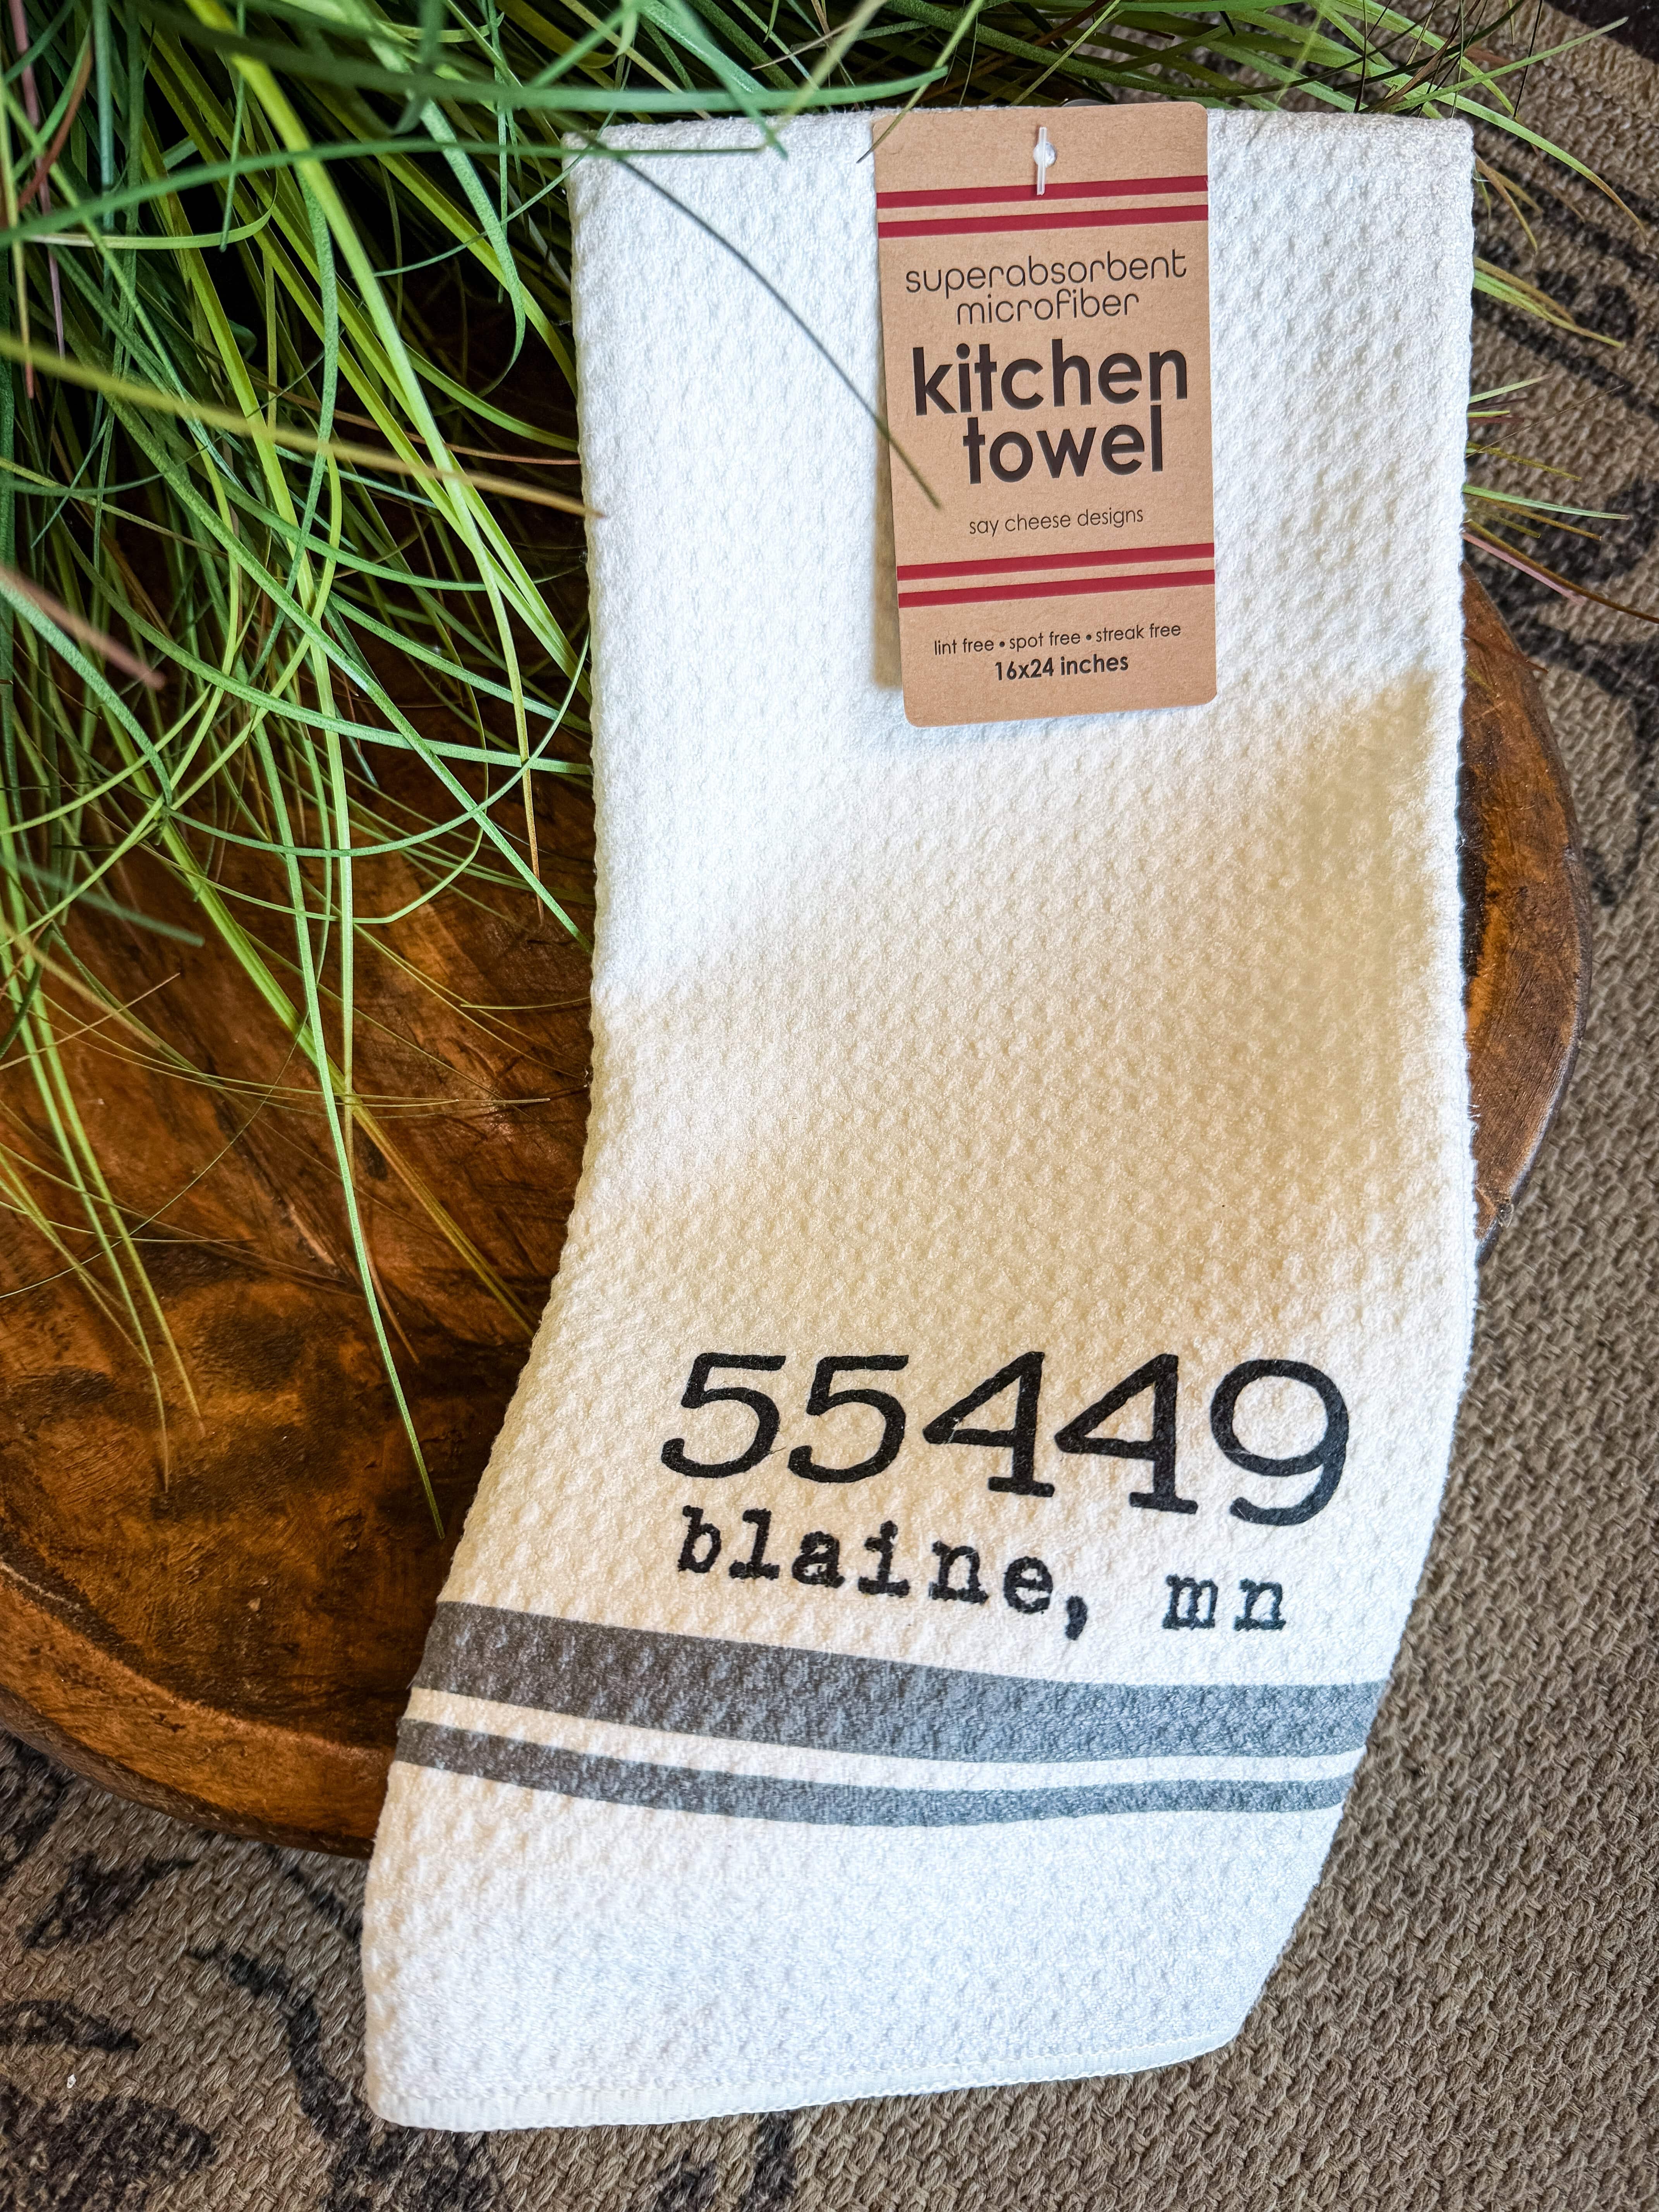 superabsorbent
microfiber
kitchen
towel
say cheese designs
lint free • spot free • streak free
16x24 inches
55449
blaine, mn